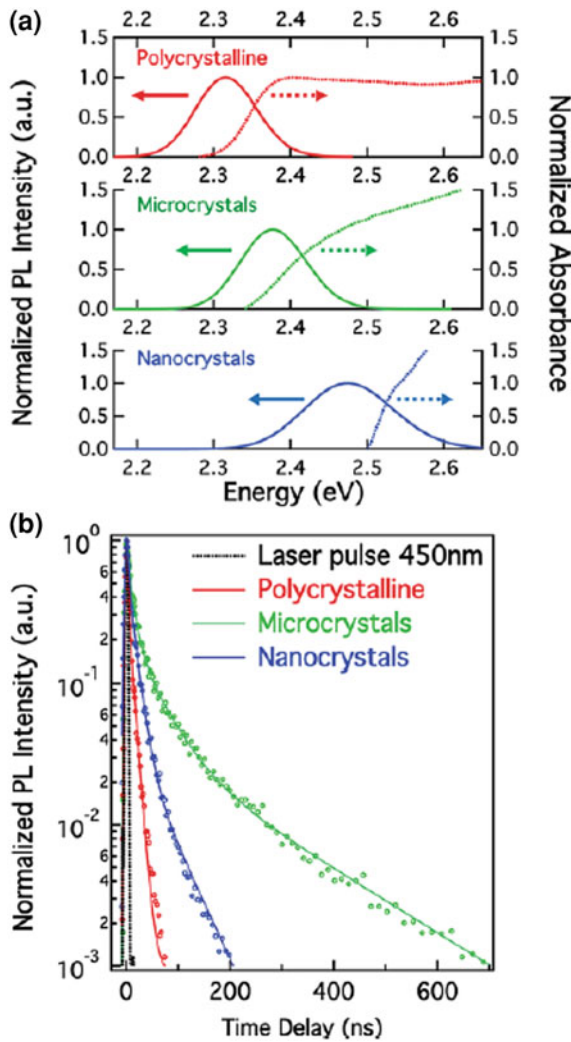 (a)
2.2 2.3 2.4 2.5 2.6
Normalized PL Intensity (a.u.)
Normalized Absorbance
Polycrystalline
1.5 1.5
1.0 1.0
0.5 0.5
0.0 0.0
2.2 2.3 2.4 2.5 2.6
Microcrystals
1.5 1.5
1.0 1.0
0.5 0.5
0.0 0.0
2.2 2.3 2.4 2.5 2.6
Nanocrystals
1.5 1.5
1.0 1.0
0.5 0.5
0.0 0.0
2.2 2.3 2.4 2.5 2.6
Energy (eV)
(b)
Normalized PL Intensity (a.u.)
10⁰
6
4
2
10⁻¹
6
4
2
10⁻²
6
4
2
10⁻³
Laser pulse 450nm
Polycrystalline
Microcrystals
Nanocrystals
0 200 400 600
Time Delay (ns)